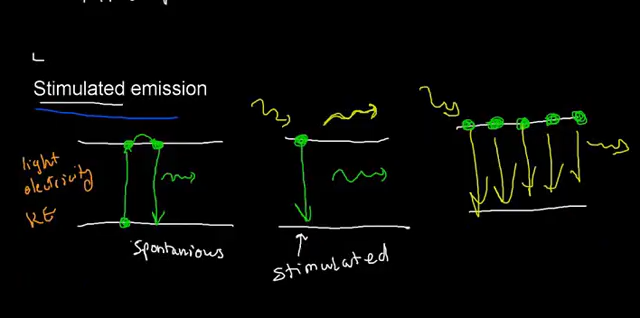 Stimulated emission
light
electricity
KE
Spontanious
Stimulated